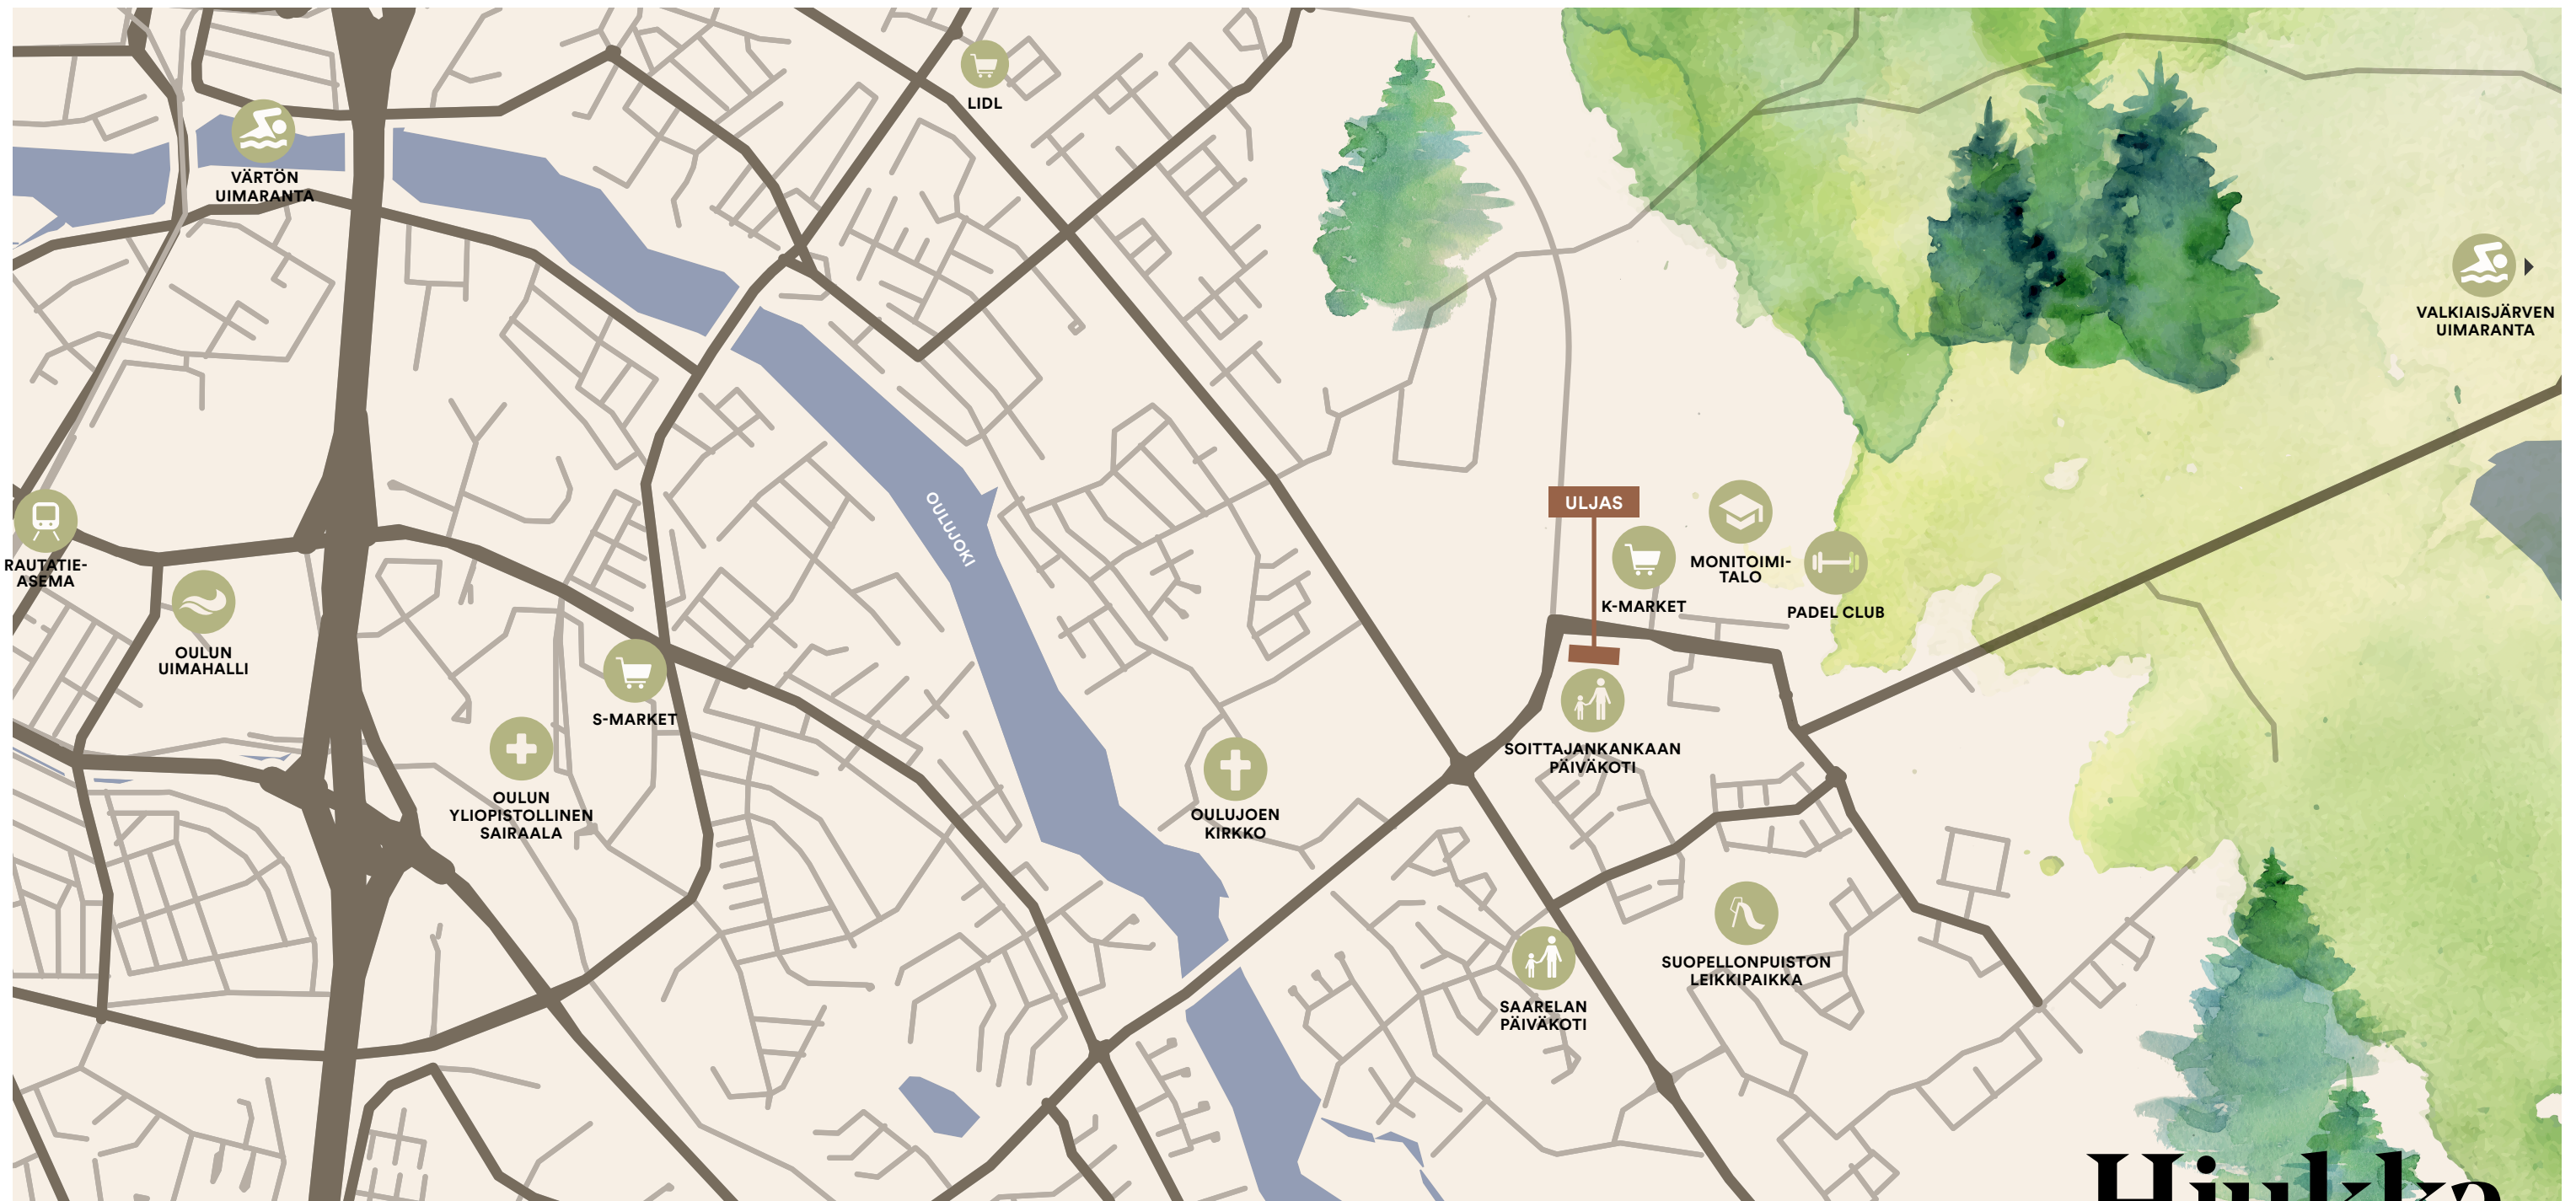 LIDL
VÄRTÖN
UIMARANTA
VALKIAISJÄRVEN
UIMARANTA
OULUJOKI
ULJAS
RAUTATIE-
ASEMA
MONITOIMI-
TALO
K-MARKET
PADEL CLUB
OULUN
UIMAHALLI
S-MARKET
SOITTAJANKANKAAN
PÄIVÄKOTI
OULUN
YLIOPISTOLLINEN
SAIRAALA
OULUJOEN
KIRKKO
SUOPELLONPUISTON
LEIKKIPAIKKA
SAARELAN
PÄIVÄKOTI
Hiukka